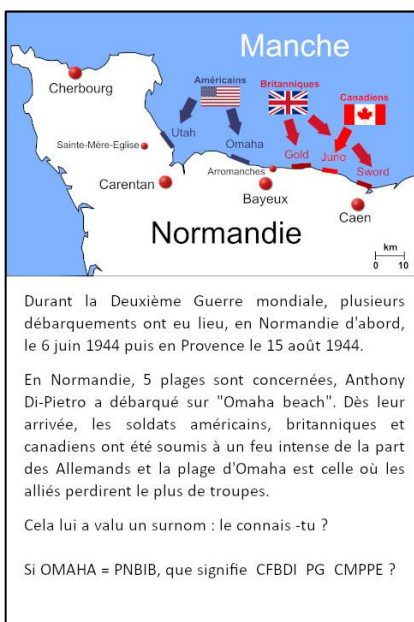 Manche
Américains
Britanniques
Canadiens
Cherbourg
Utah
Omaha
Sainte-Mère-Eglise
Arromanches
Gold
Juno
Sword
Carentan
Bayeux
Caen
Normandie
km
0 10
Durant la Deuxième Guerre mondiale, plusieurs
débarquements ont eu lieu, en Normandie d'abord,
le 6 juin 1944 puis en Provence le 15 août 1944.
En Normandie, 5 plages sont concernées, Anthony
Di-Pietro a débarqué sur "Omaha beach". Dès leur
arrivée, les soldats américains, britanniques et
canadiens ont été soumis à un feu intense de la part
des Allemands et la plage d'Omaha est celle où les
alliés perdirent le plus de troupes.
Cela lui a valu un surnom : le connais -tu ?
Si OMAHA = PNBIB, que signifie CFBDI PG CMPPE ?